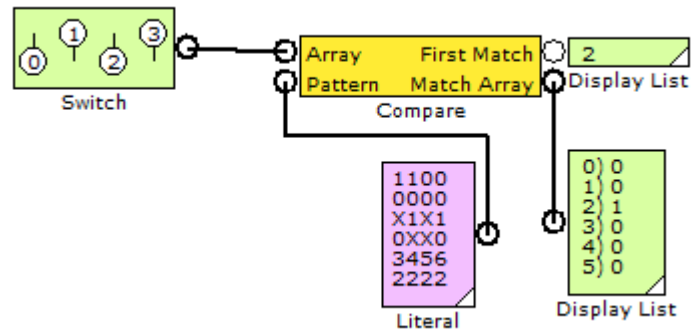 0 1 2 3
Switch
Array First Match
Pattern Match Array
Compare
2
Display List
1100
0000
X1X1
0XX0
3456
2222
Literal
0) 0
1) 0
2) 1
3) 0
4) 0
5) 0
Display List